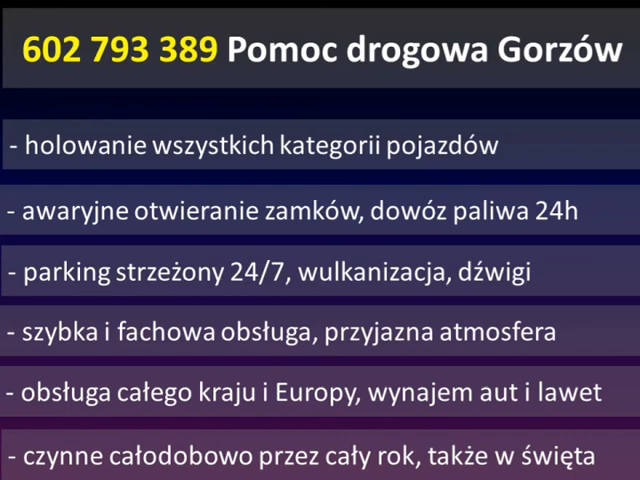 602 793 389 Pomoc drogowa Gorzów
- holowanie wszystkich kategorii pojazdów
- awaryjne otwieranie zamków, dowóz paliwa 24h
- parking strzeżony 24/7, wulkanizacja, dźwigi
- szybka i fachowa obsługa, przyjazna atmosfera
- obsługa całego kraju i Europy, wynajem aut i lawet
- czynne całodobowo przez cały rok, także w święta